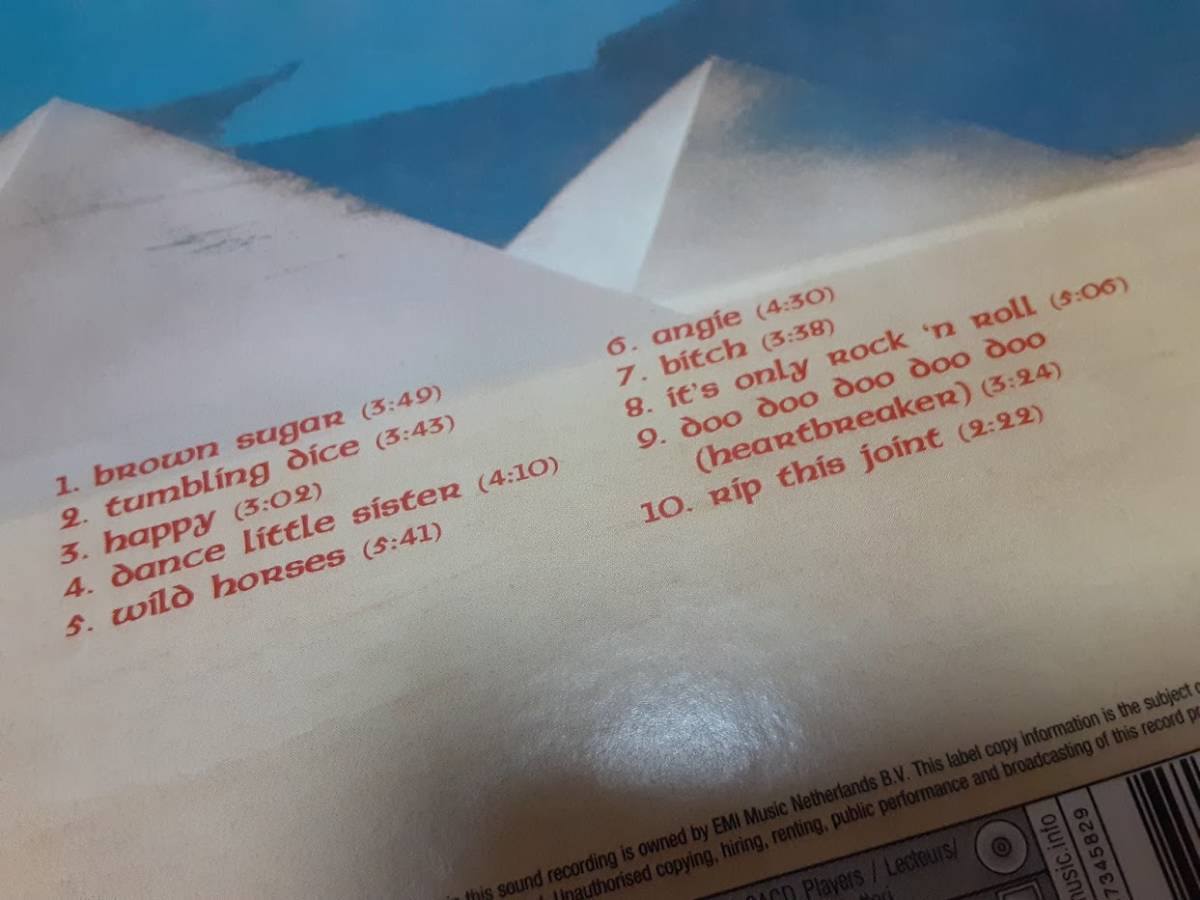 1. brown sugar (3:49)
2. tumbling dice (3:43)
3. happy (3:02)
4. dance little sister (4:10)
5. wild horses (5:41)
6. angie (4:30)
7. bitch (3:38)
8. it's only rock 'n roll (5:06)
9. doo doo doo doo doo
(heartbreaker) (3:24)
10. rip this joint (2:22)
this sound recording is owned by EMI Music Netherlands B.V. This label copy information is the subject
Unauthorised copying, hiring, renting, public performance and broadcasting of this record
Players / Lecteurs/
music.info
7345829